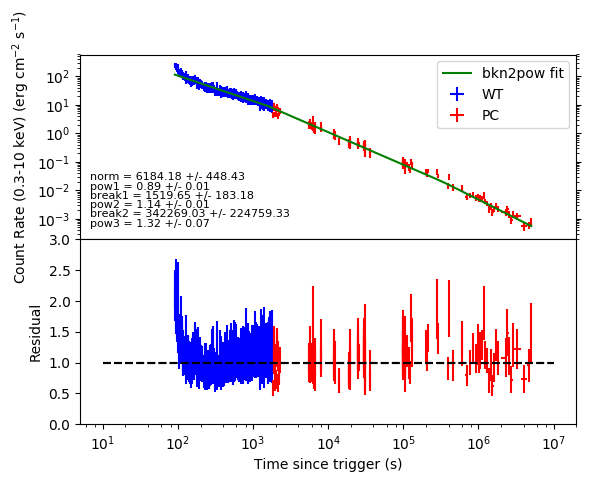 Count Rate (0.3-10 keV) (erg cm⁻² s⁻¹)
10²
10¹
10⁰
10⁻¹
10⁻²
10⁻³
bkn2pow fit
WT
PC
norm = 6184.18 +/- 448.43
pow1 = 0.89 +/- 0.01
break1 = 1519.65 +/- 183.18
pow2 = 1.14 +/- 0.01
break2 = 342269.03 +/- 224759.33
pow3 = 1.32 +/- 0.07
Residual
3.0
2.5
2.0
1.5
1.0
0.5
0.0
10¹ 10² 10³ 10⁴ 10⁵ 10⁶ 10⁷
Time since trigger (s)